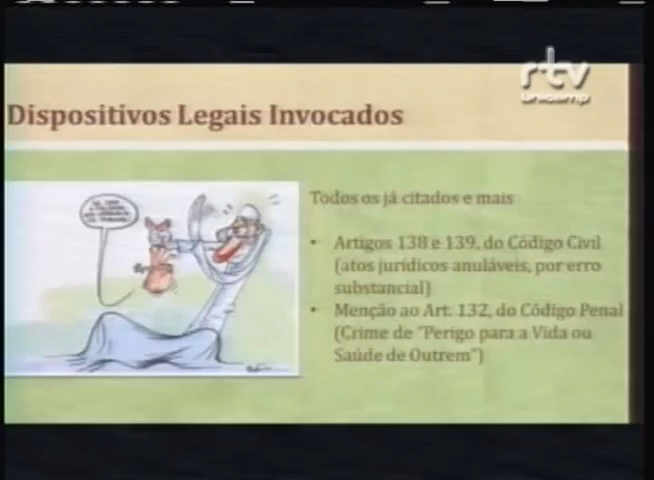 rtv
unicamp
Dispositivos Legais Invocados
Todos os já citados e mais
• Artigos 138 e 139, do Código Civil
(atos jurídicos anuláveis, por erro
substancial)
• Menção ao Art. 132, do Código Penal
(Crime de "Perigo para a Vida ou
Saúde de Outrem")